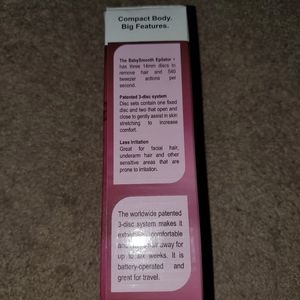 Compact Body.
Big Features.
The BabySmooth Epilator -
has three 14mm discs to
remove hair and 540
tweezer actions per
second.
Patented 3-disc system
Disc sets contain one fixed
disc and two that open and
close to gently assist in skin
stretching to increase
comfort.
Less irritation
Great for facial hair,
underarm hair and other
sensitive areas that are
prone to irritation.
The worldwide patented
3-disc system makes it
comfortable
and hair away for
up to six weeks. It is
battery-operated and
great for travel.